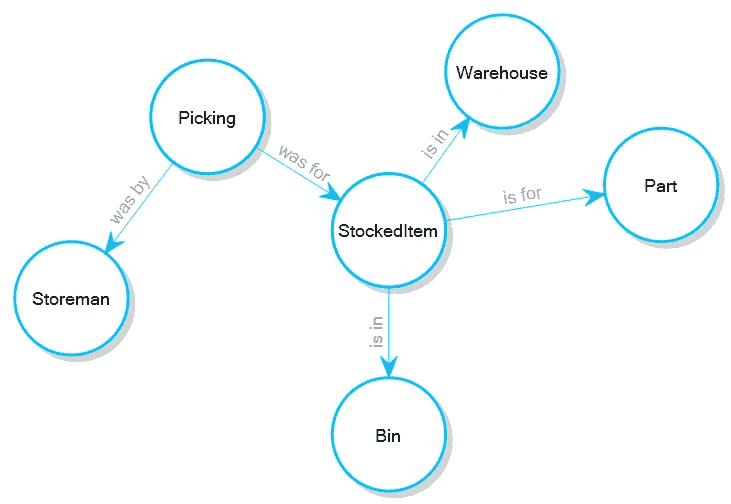 Warehouse
Picking
is in
was for
Part
is for
was by
StockedItem
Storeman
is in
Bin